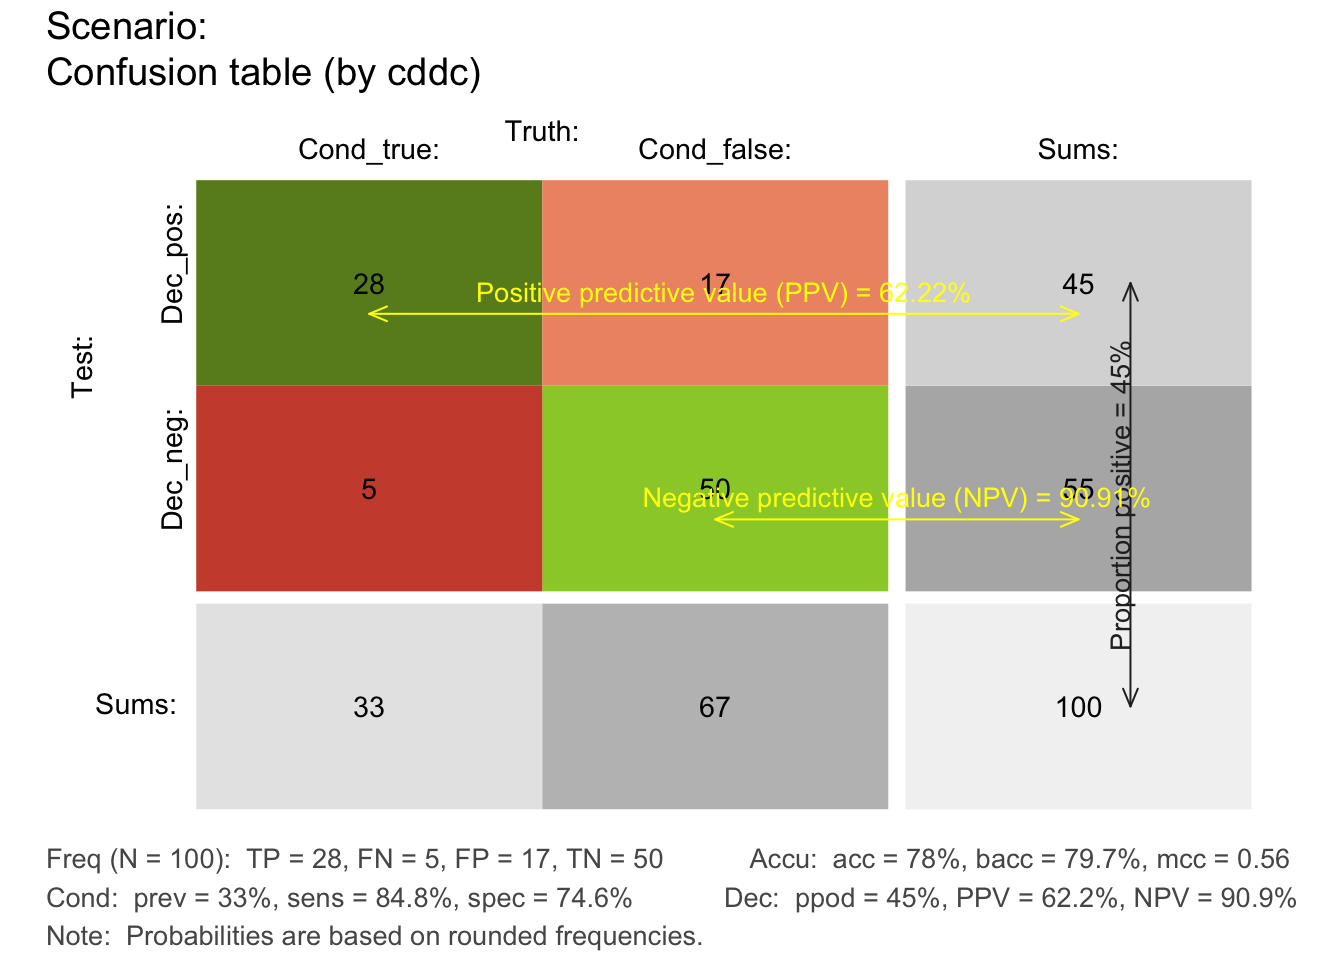 Scenario:
Confusion table (by cddc)
Truth:
Cond_true:
Cond_false:
Sums:
Test:
Dec_pos:
28
17
45
Positive predictive value (PPV) = 62.22%
Proportion positive = 45%
Dec_neg:
5
50
55
Negative predictive value (NPV) = 90.91%
Sums:
33
67
100
Freq (N = 100):  TP = 28, FN = 5, FP = 17, TN = 50
Accu:  acc = 78%, bacc = 79.7%, mcc = 0.56
Cond:  prev = 33%, sens = 84.8%, spec = 74.6%
Dec:  ppod = 45%, PPV = 62.2%, NPV = 90.9%
Note:  Probabilities are based on rounded frequencies.